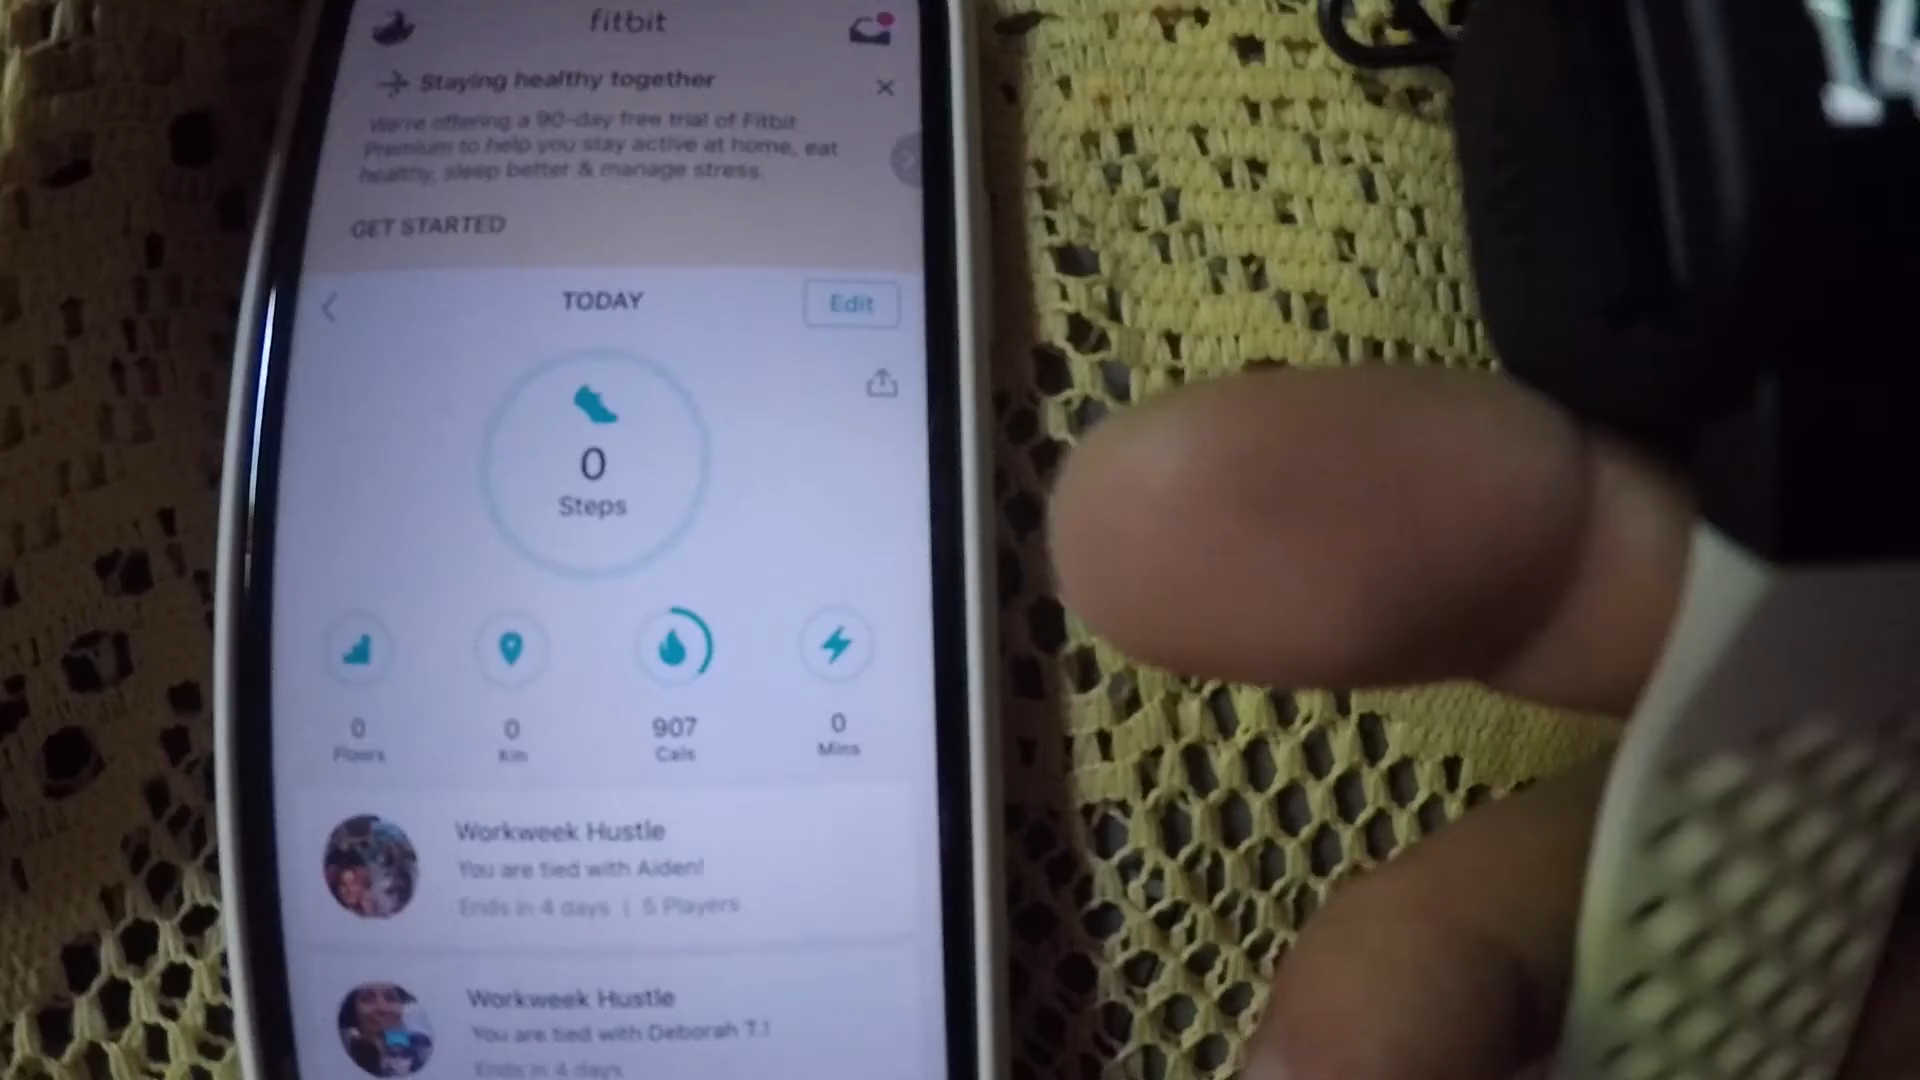 fitbit
Staying healthy together
We're offering a 90-day free trial of Fitbit
Premium to help you stay active at home, eat
healthy, sleep better & manage stress.
GET STARTED
TODAY
Edit
0
Steps
0
0
907
0
Floors
Km
Cals
Mins
Workweek Hustle
You are tied with Aiden!
Ends in 4 days | 5 Players
Workweek Hustle
You are tied with Deborah T.!
Ends in 4 days